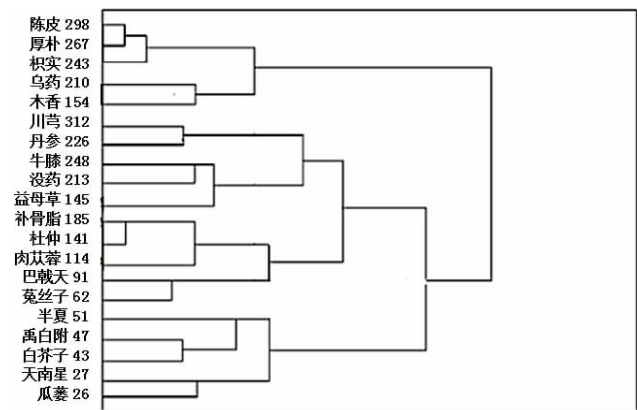 陈皮 298
厚朴 267
枳实 243
乌药 210
木香 154
川芎 312
丹参 226
牛膝 248
没药 213
益母草 145
补骨脂 185
杜仲 141
肉苁蓉 114
巴戟天 91
菟丝子 62
半夏 51
禹白附 47
白芥子 43
天南星 27
瓜蒌 26